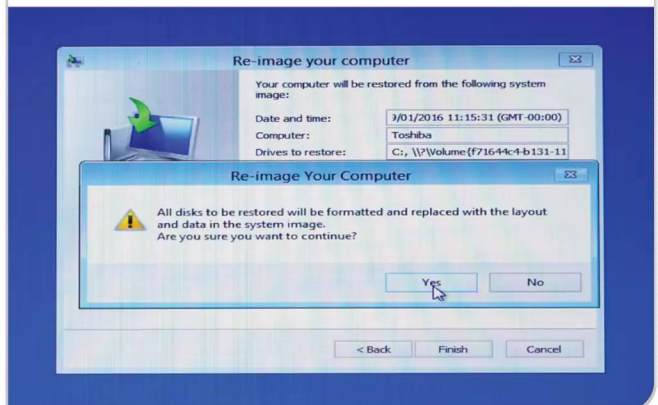 Re-image your computer
Your computer will be restored from the following system
image:
Date and time: 9/01/2016 11:15:31 (GMT-00:00)
Computer: Toshiba
Drives to restore: C:, \\?\Volume{f71644c4-b131-11
Re-image Your Computer
All disks to be restored will be formatted and replaced with the layout
and data in the system image.
Are you sure you want to continue?
Yes No
< Back Finish Cancel